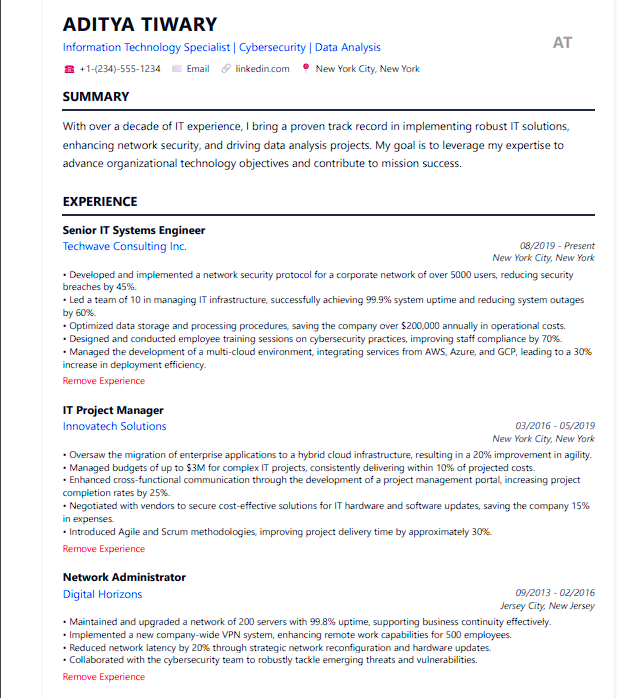 ADITYA TIWARY
AT
Information Technology Specialist | Cybersecurity | Data Analysis
+1-(234)-555-1234 Email linkedin.com New York City, New York
SUMMARY
With over a decade of IT experience, I bring a proven track record in implementing robust IT solutions,
enhancing network security, and driving data analysis projects. My goal is to leverage my expertise to
advance organizational technology objectives and contribute to mission success.
EXPERIENCE
Senior IT Systems Engineer
Techwave Consulting Inc.
08/2019 - Present
New York City, New York
• Developed and implemented a network security protocol for a corporate network of over 5000 users, reducing security
breaches by 45%.
• Led a team of 10 in managing IT infrastructure, successfully achieving 99.9% system uptime and reducing system outages
by 60%.
• Optimized data storage and processing procedures, saving the company over $200,000 annually in operational costs.
• Designed and conducted employee training sessions on cybersecurity practices, improving staff compliance by 70%.
• Managed the development of a multi-cloud environment, integrating services from AWS, Azure, and GCP, leading to a 30%
increase in deployment efficiency.
Remove Experience
IT Project Manager
Innovatech Solutions
03/2016 - 05/2019
New York City, New York
• Oversaw the migration of enterprise applications to a hybrid cloud infrastructure, resulting in a 20% improvement in agility.
• Managed budgets of up to $3M for complex IT projects, consistently delivering within 10% of projected costs.
• Enhanced cross-functional communication through the development of a project management portal, increasing project
completion rates by 25%.
• Negotiated with vendors to secure cost-effective solutions for IT hardware and software updates, saving the company 15%
in expenses.
• Introduced Agile and Scrum methodologies, improving project delivery time by approximately 30%.
Remove Experience
Network Administrator
Digital Horizons
09/2013 - 02/2016
Jersey City, New Jersey
• Maintained and upgraded a network of 200 servers with 99.8% uptime, supporting business continuity effectively.
• Implemented a new company-wide VPN system, enhancing remote work capabilities for 500 employees.
• Reduced network latency by 20% through strategic network reconfiguration and hardware updates.
• Collaborated with the cybersecurity team to robustly tackle emerging threats and vulnerabilities.
Remove Experience